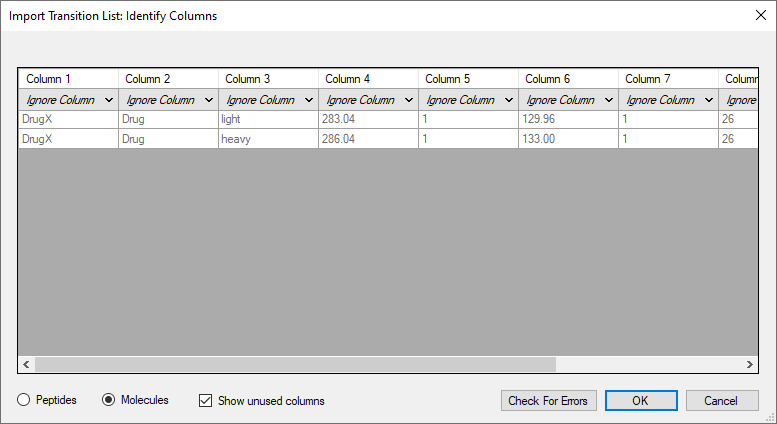 Import Transition List: Identify Columns
Column 1 Column 2 Column 3 Column 4 Column 5 Column 6 Column 7 Column
Ignore Column Ignore Column Ignore Column Ignore Column Ignore Column Ignore Column Ignore Column Ignore Co
DrugX Drug light 283.04 1 129.96 1 26
DrugX Drug heavy 286.04 1 133.00 1 26
Peptides Molecules Show unused columns Check For Errors OK Cancel